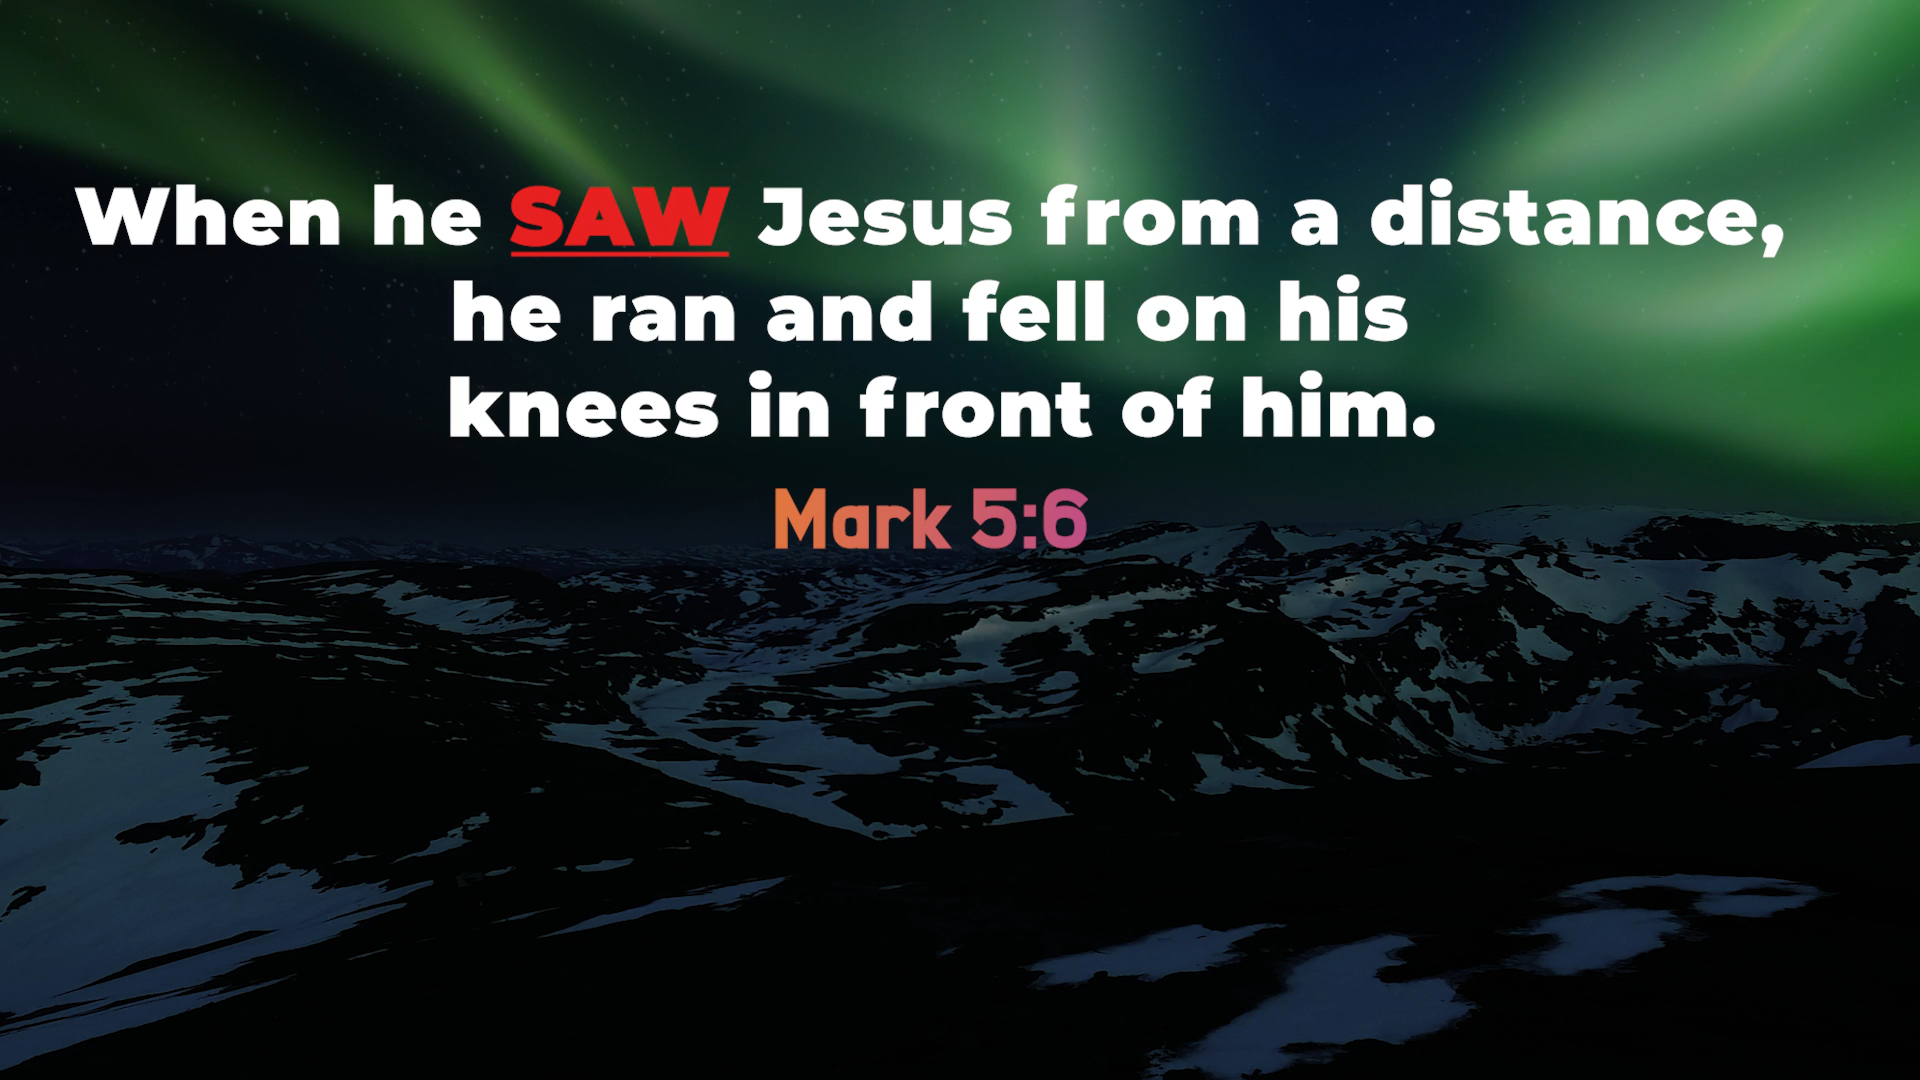 When he SAW Jesus from a distance,
he ran and fell on his
knees in front of him.
Mark 5:6